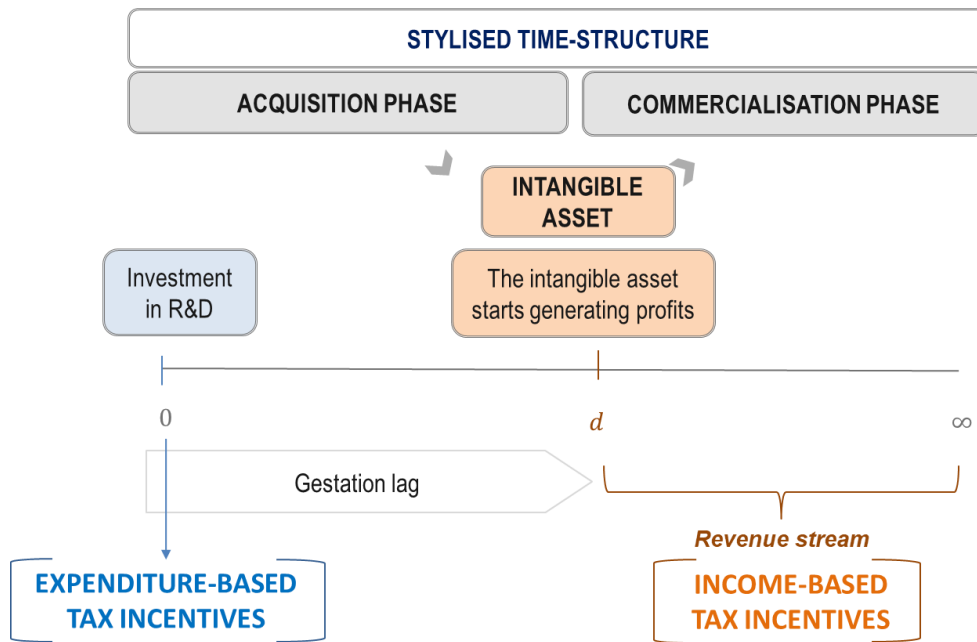 STYLISED TIME-STRUCTURE
ACQUISITION PHASE
COMMERCIALISATION PHASE
INTANGIBLE
ASSET
Investment
in R&D
The intangible asset
starts generating profits
0
d
∞
Gestation lag
Revenue stream
EXPENDITURE-BASED
TAX INCENTIVES
INCOME-BASED
TAX INCENTIVES